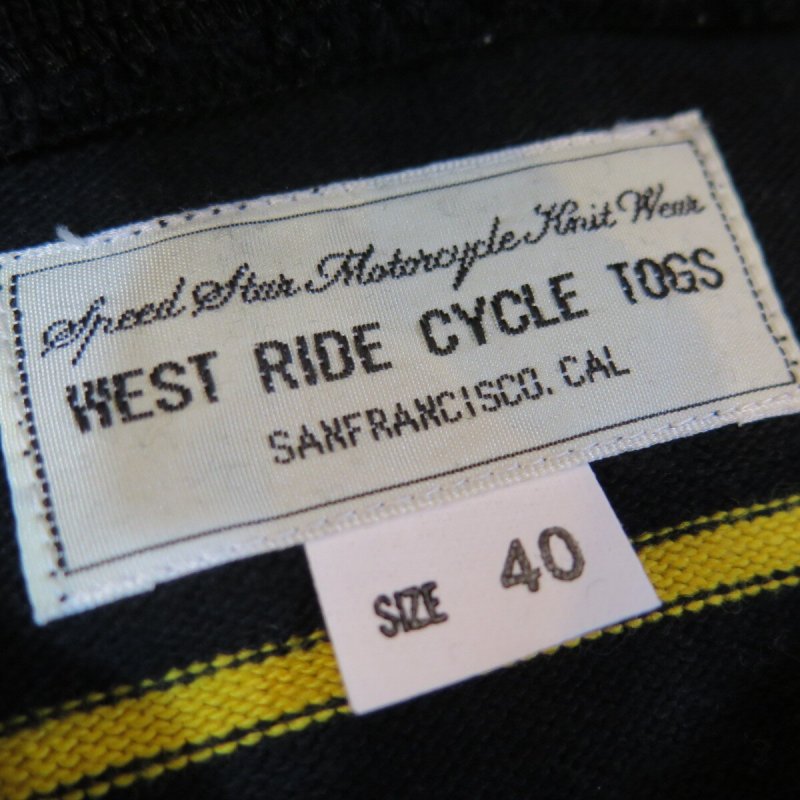 Speed Star Motorcycle Knit Wear
WEST RIDE CYCLE TOGS
SANFRANCISCO. CAL
SIZE 40